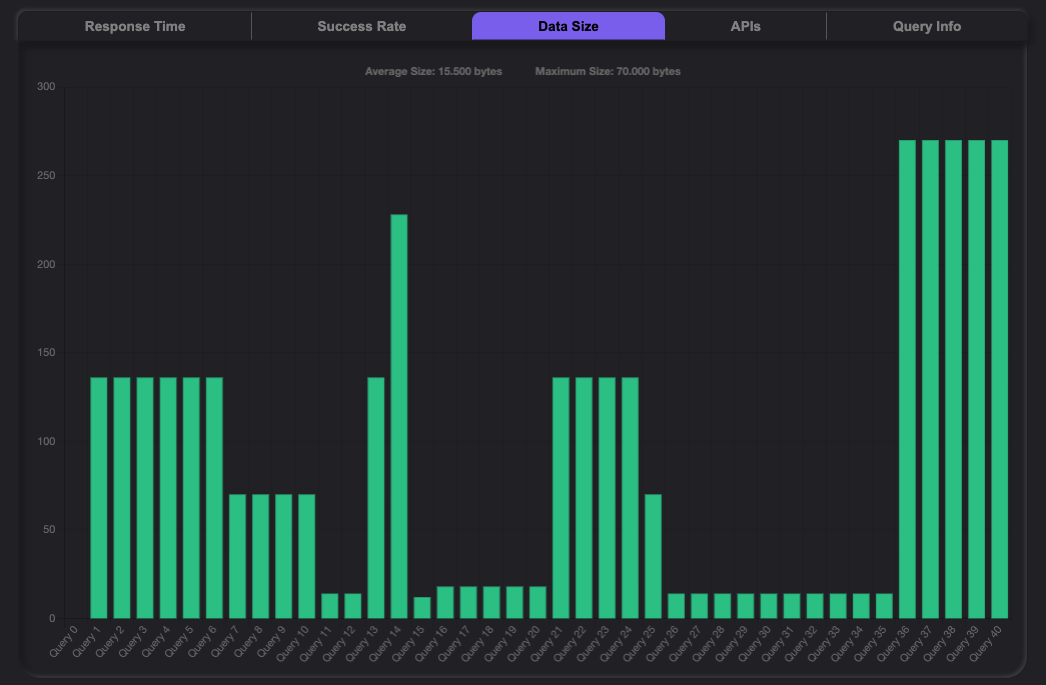 Response Time Success Rate Data Size APIs Query Info
Average Size: 15.500 bytes Maximum Size: 70.000 bytes
300
250
200
150
100
50
0
Query 0 Query 1 Query 2 Query 3 Query 4 Query 5 Query 6 Query 7 Query 8 Query 9 Query 10 Query 11 Query 12 Query 13 Query 14 Query 15 Query 16 Query 17 Query 18 Query 19 Query 20 Query 21 Query 22 Query 23 Query 24 Query 25 Query 26 Query 27 Query 28 Query 29 Query 30 Query 31 Query 32 Query 33 Query 34 Query 35 Query 36 Query 37 Query 38 Query 39 Query 40